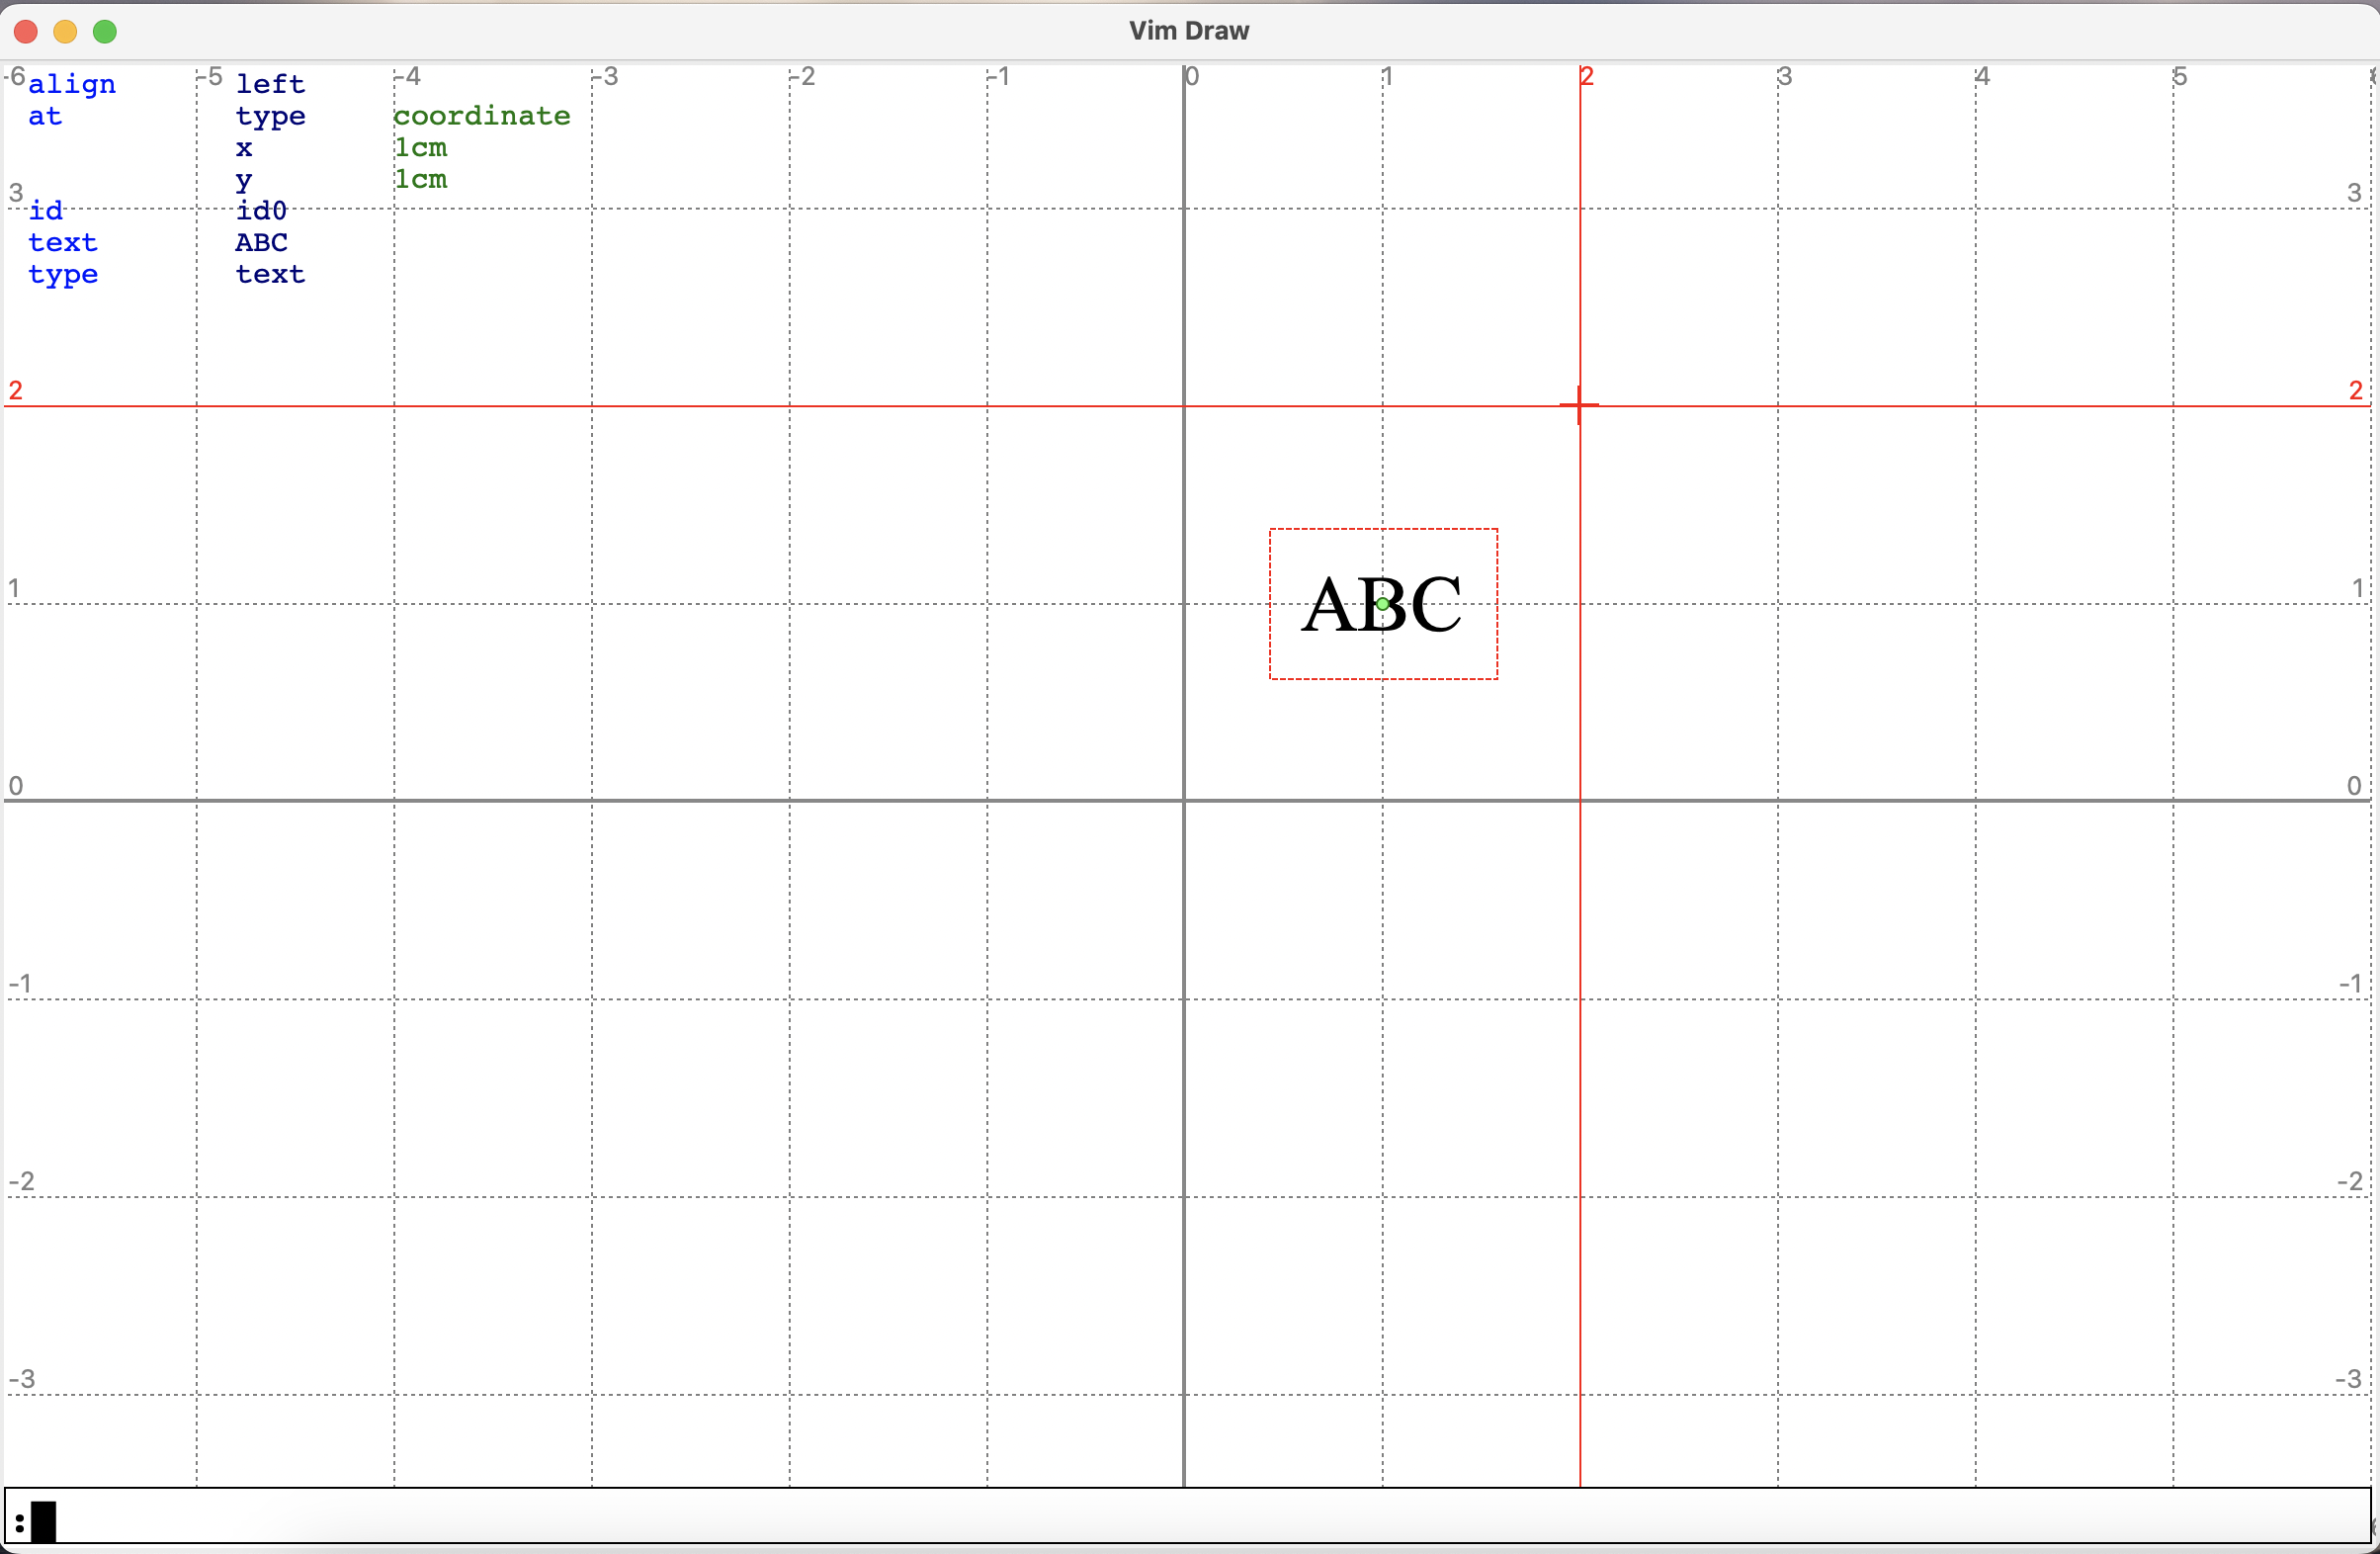 Vim Draw
-6 -5 -4 -3 -2 -1 0 1 2 3 4 5
align left
at type coordinate
x 1cm
y 1cm
3 3
id id0
text ABC
type text
2 2
1 ABC 1
0 0
-1 -1
-2 -2
-3 -3
: